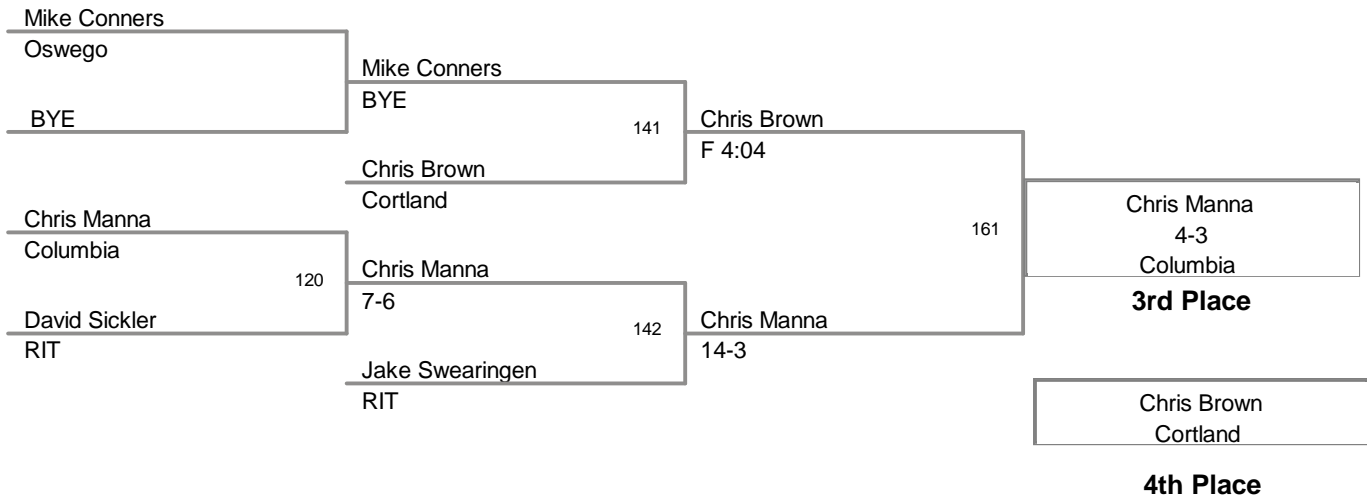 Mike Conners
Oswego
BYE
Chris Manna
Columbia
120
David Sickler
RIT
Mike Conners
BYE
141
Chris Brown
Cortland
Chris Manna
7-6
142
Jake Swearingen
RIT
Chris Brown
F 4:04
161
Chris Manna
14-3
Chris Manna
4-3
Columbia
3rd Place
Chris Brown
Cortland
4th Place